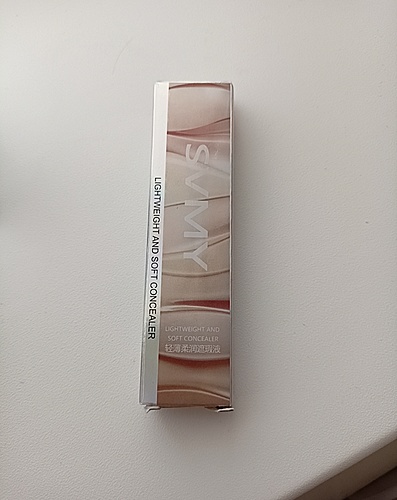 LIGHTWEIGHT AND SOFT CONCEALER
SVMY
LIGHTWEIGHT AND
SOFT CONCEALER
轻薄柔润遮瑕液